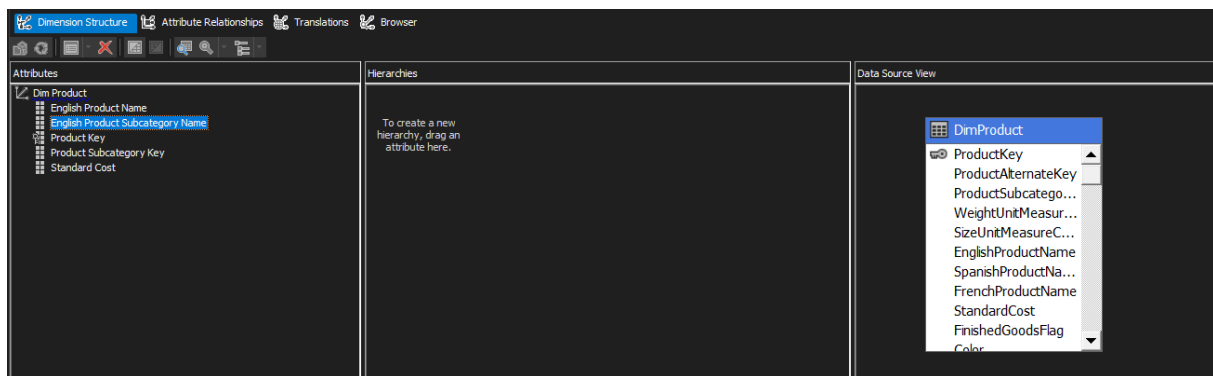 Dimension Structure Attribute Relationships Translations Browser
Attributes
Dim Product
English Product Name
English Product Subcategory Name
Product Key
Product Subcategory Key
Standard Cost
Hierarchies
To create a new
hierarchy, drag an
attribute here.
Data Source View
DimProduct
ProductKey
ProductAlternateKey
ProductSubcatego...
WeightUnitMeasur...
SizeUnitMeasureC...
EnglishProductName
SpanishProductNa...
FrenchProductName
StandardCost
FinishedGoodsFlag
Color